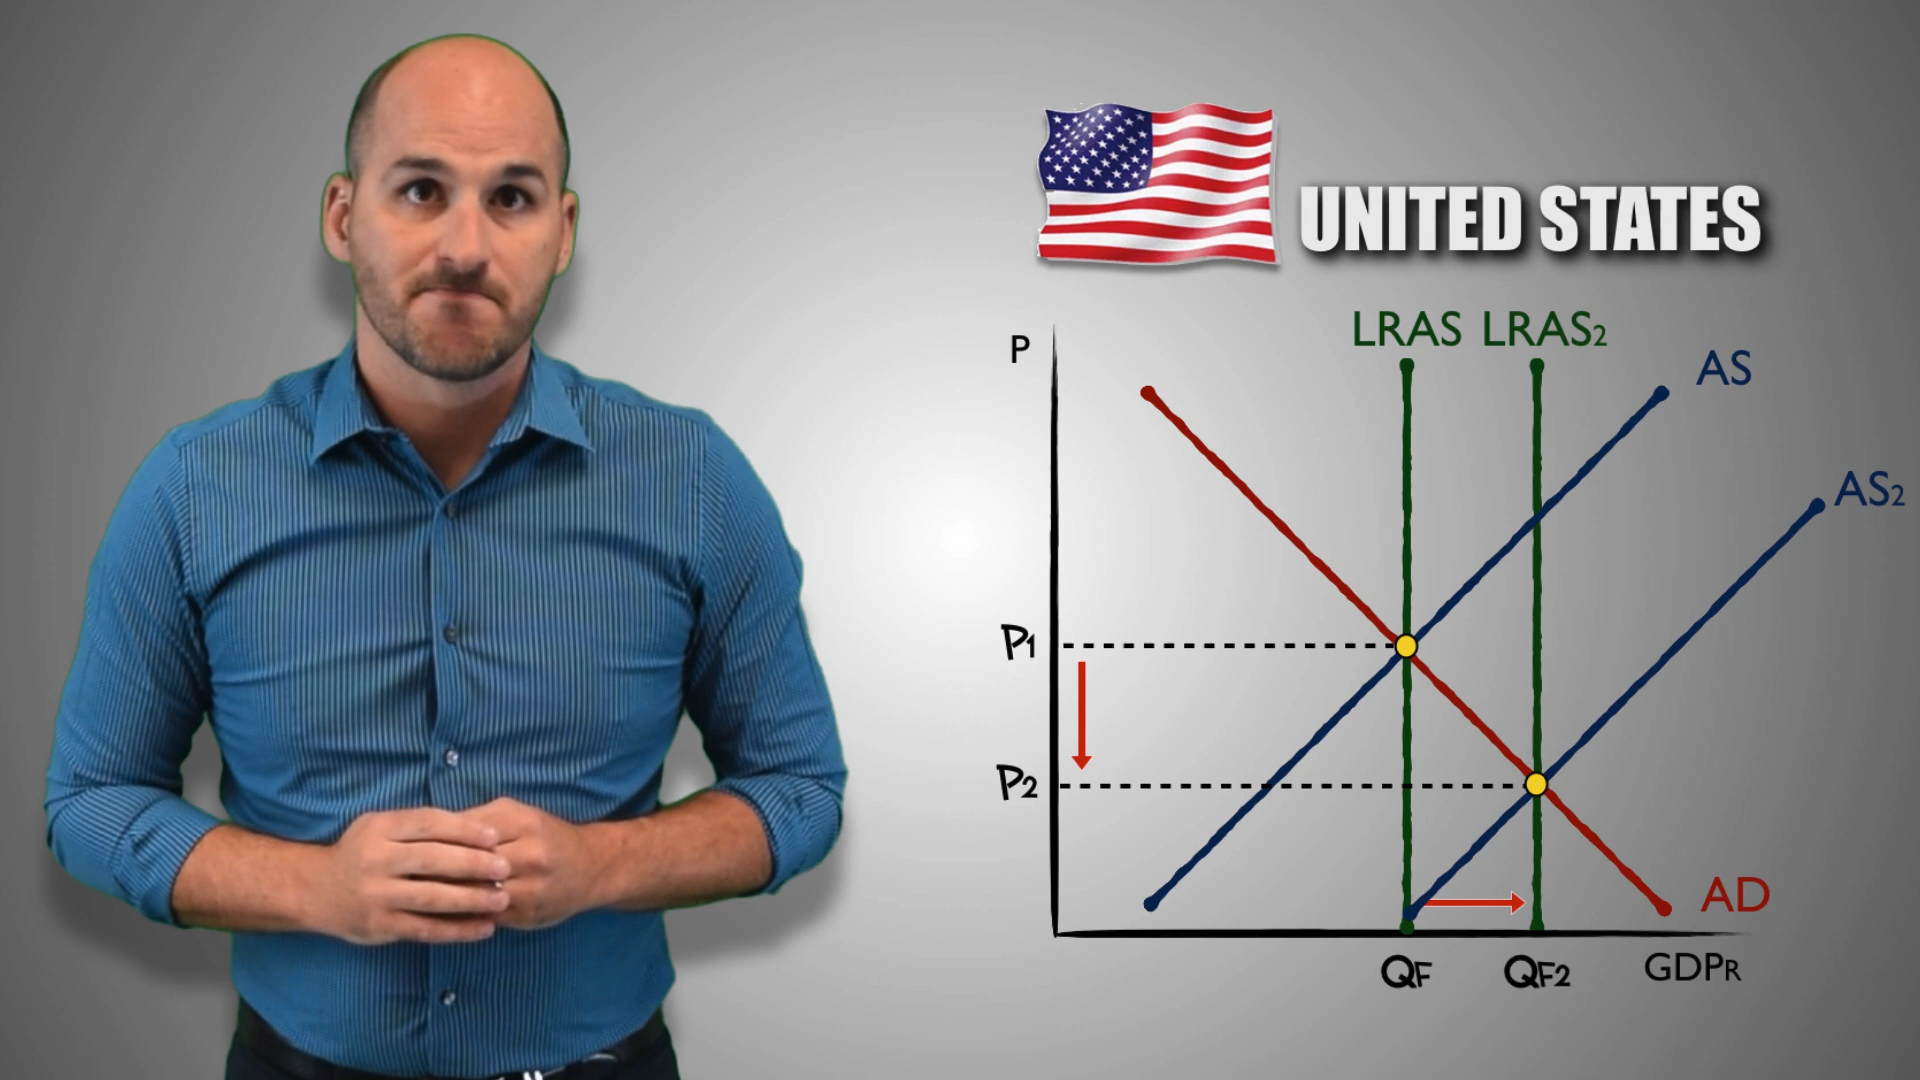 UNITED STATES
P
LRAS LRAS2
AS
AS2
P1
P2
AD
QF QF2 GDPR